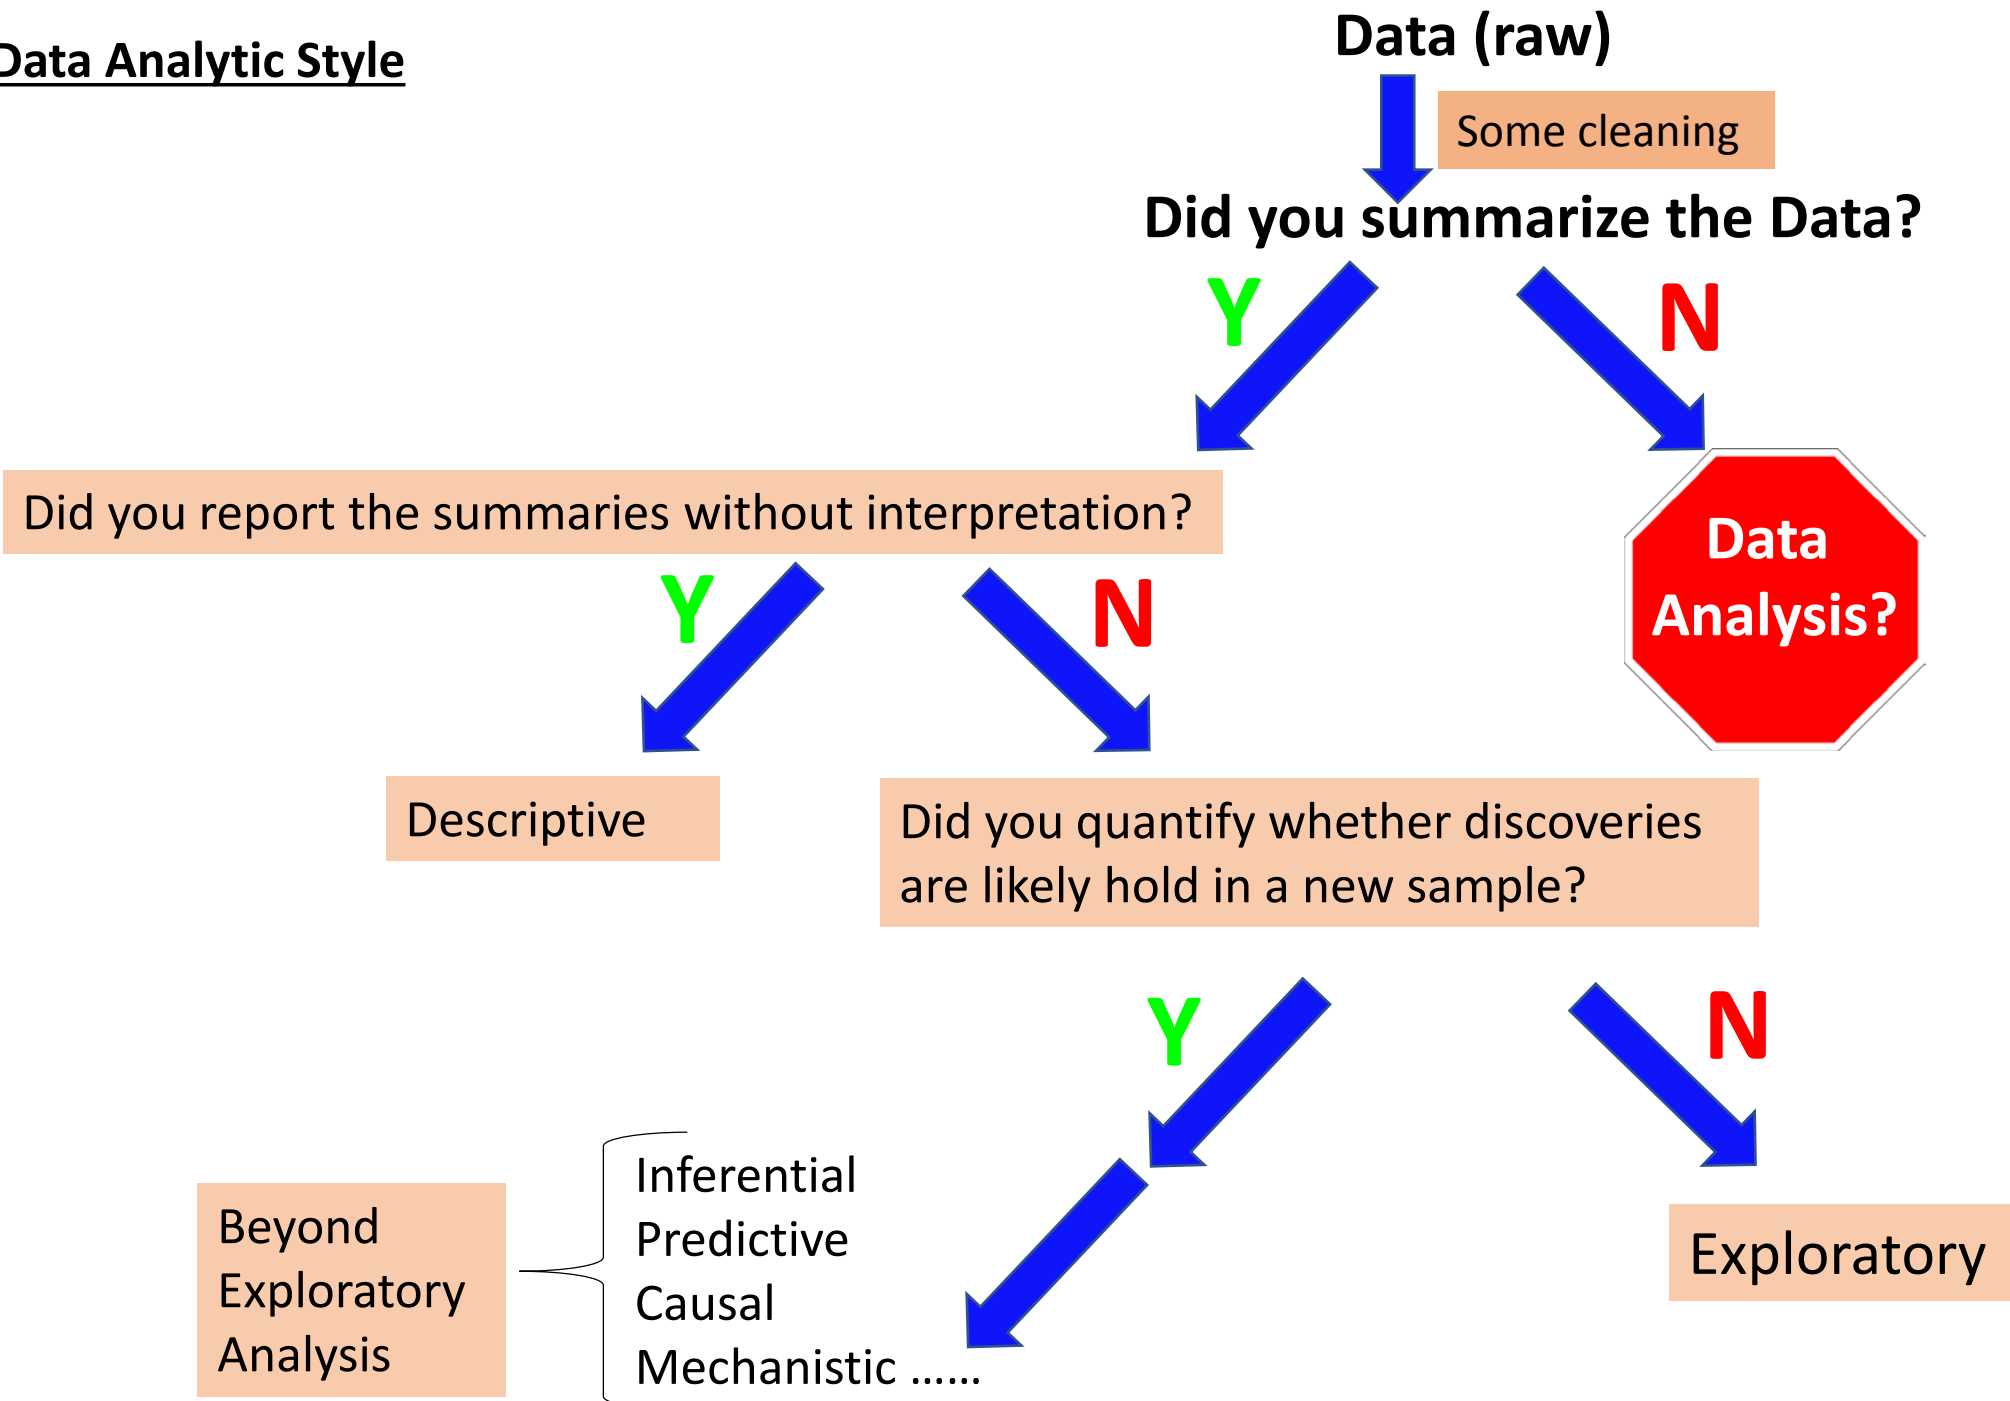 Data Analytic Style
Data (raw)
Some cleaning
Did you summarize the Data?
Y
N
Did you report the summaries without interpretation?
Data
Analysis?
Y
N
Descriptive
Did you quantify whether discoveries
are likely hold in a new sample?
Y
N
Beyond
Exploratory
Analysis
Inferential
Predictive
Causal
Mechanistic ......
Exploratory